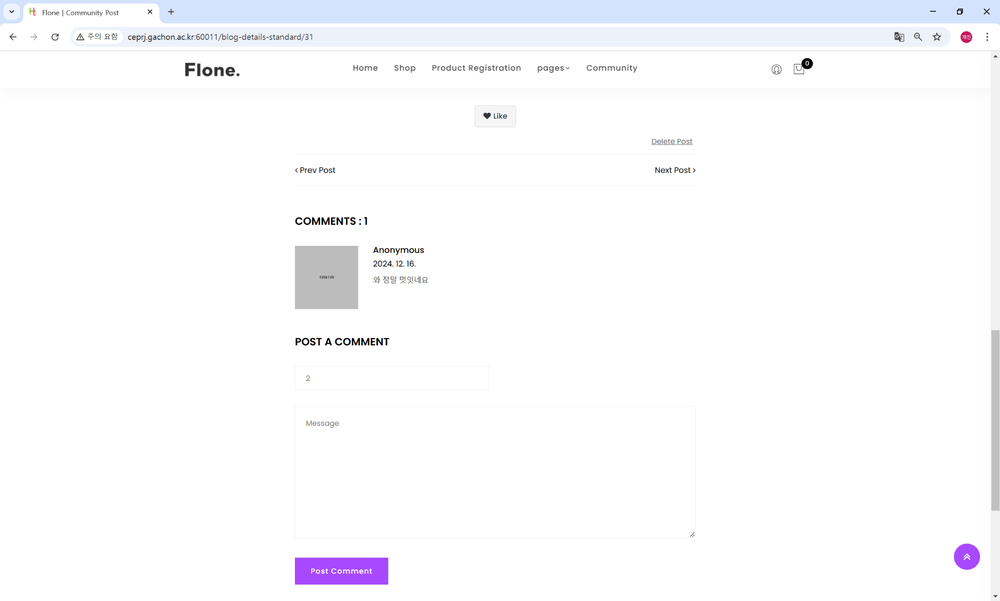 Flone | Community Post
주의 요함
ceprj.gachon.ac.kr:60011/blog-details-standard/31
재진
Flone.
Home
Shop
Product Registration
pages
Community
0
Like
Delete Post
Prev Post
Next Post
COMMENTS : 1
120x120
Anonymous
2024. 12. 16.
와 정말 멋잇네요
POST A COMMENT
2
Message
Post Comment